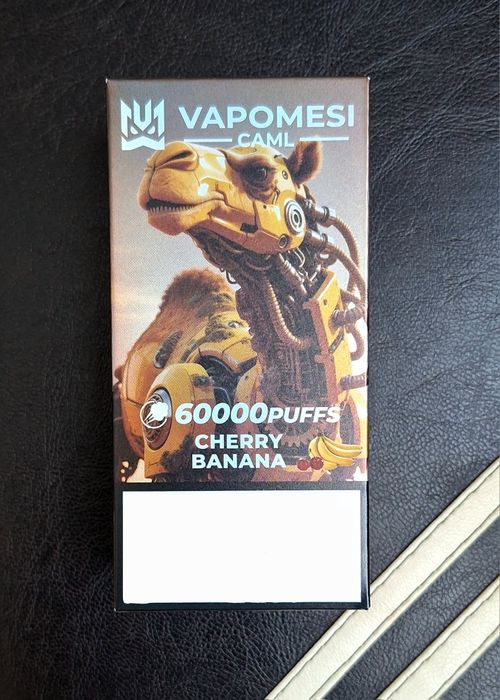 VAPOMESI
CAML
60000PUFFS
CHERRY
BANANA